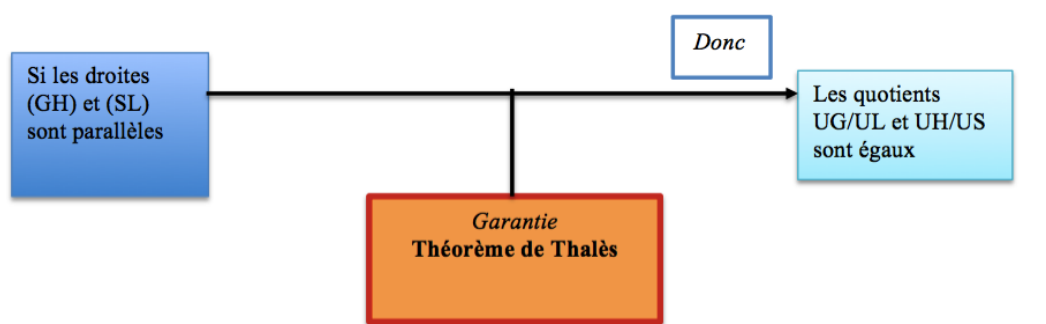 Donc
Si les droites
(GH) et (SL)
sont parallèles
Les quotients
UG/UL et UH/US
sont égaux
Garantie
Théorème de Thalès